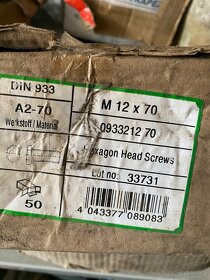 DIN 933
M 12 x 70
A2-70
Werkstoff / Material
0933212 70
Hexagon Head Screws
Lot no: 33731
50
4 043377 089083